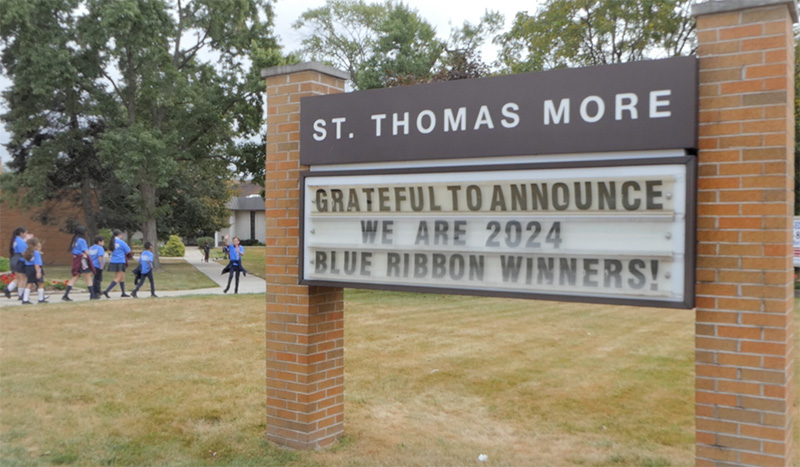 ST. THOMAS MORE
GRATEFUL TO ANNOUNCE
WE ARE 2024
BLUE RIBBON WINNERS!